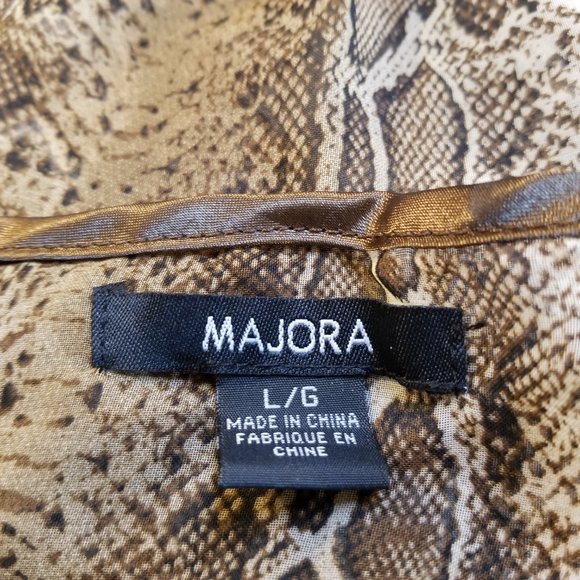 MAJORA
L/G
MADE IN CHINA
FABRIQUE EN
CHINE